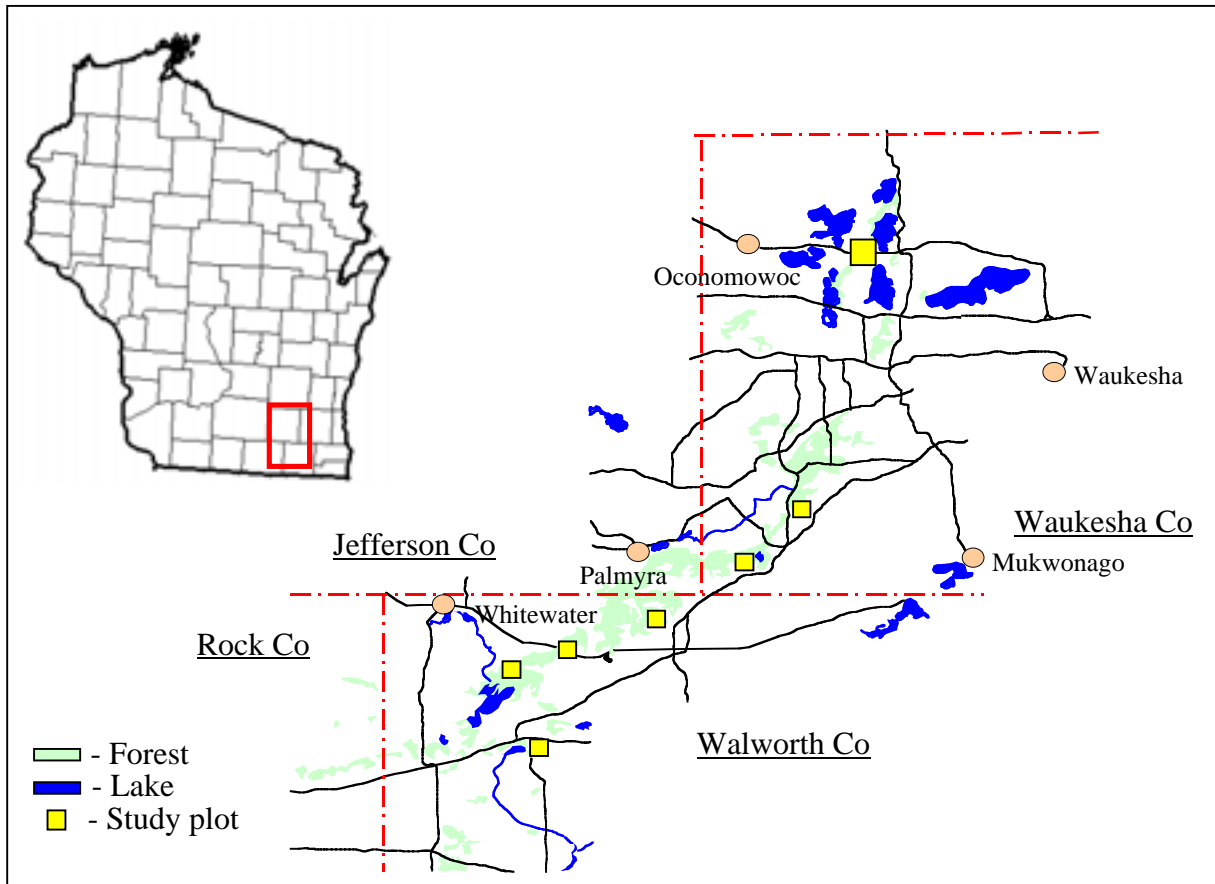 Oconomowoc
Waukesha
Waukesha Co
Jefferson Co
Mukwonago
Palmyra
Whitewater
Rock Co
Walworth Co
- Forest
- Lake
- Study plot